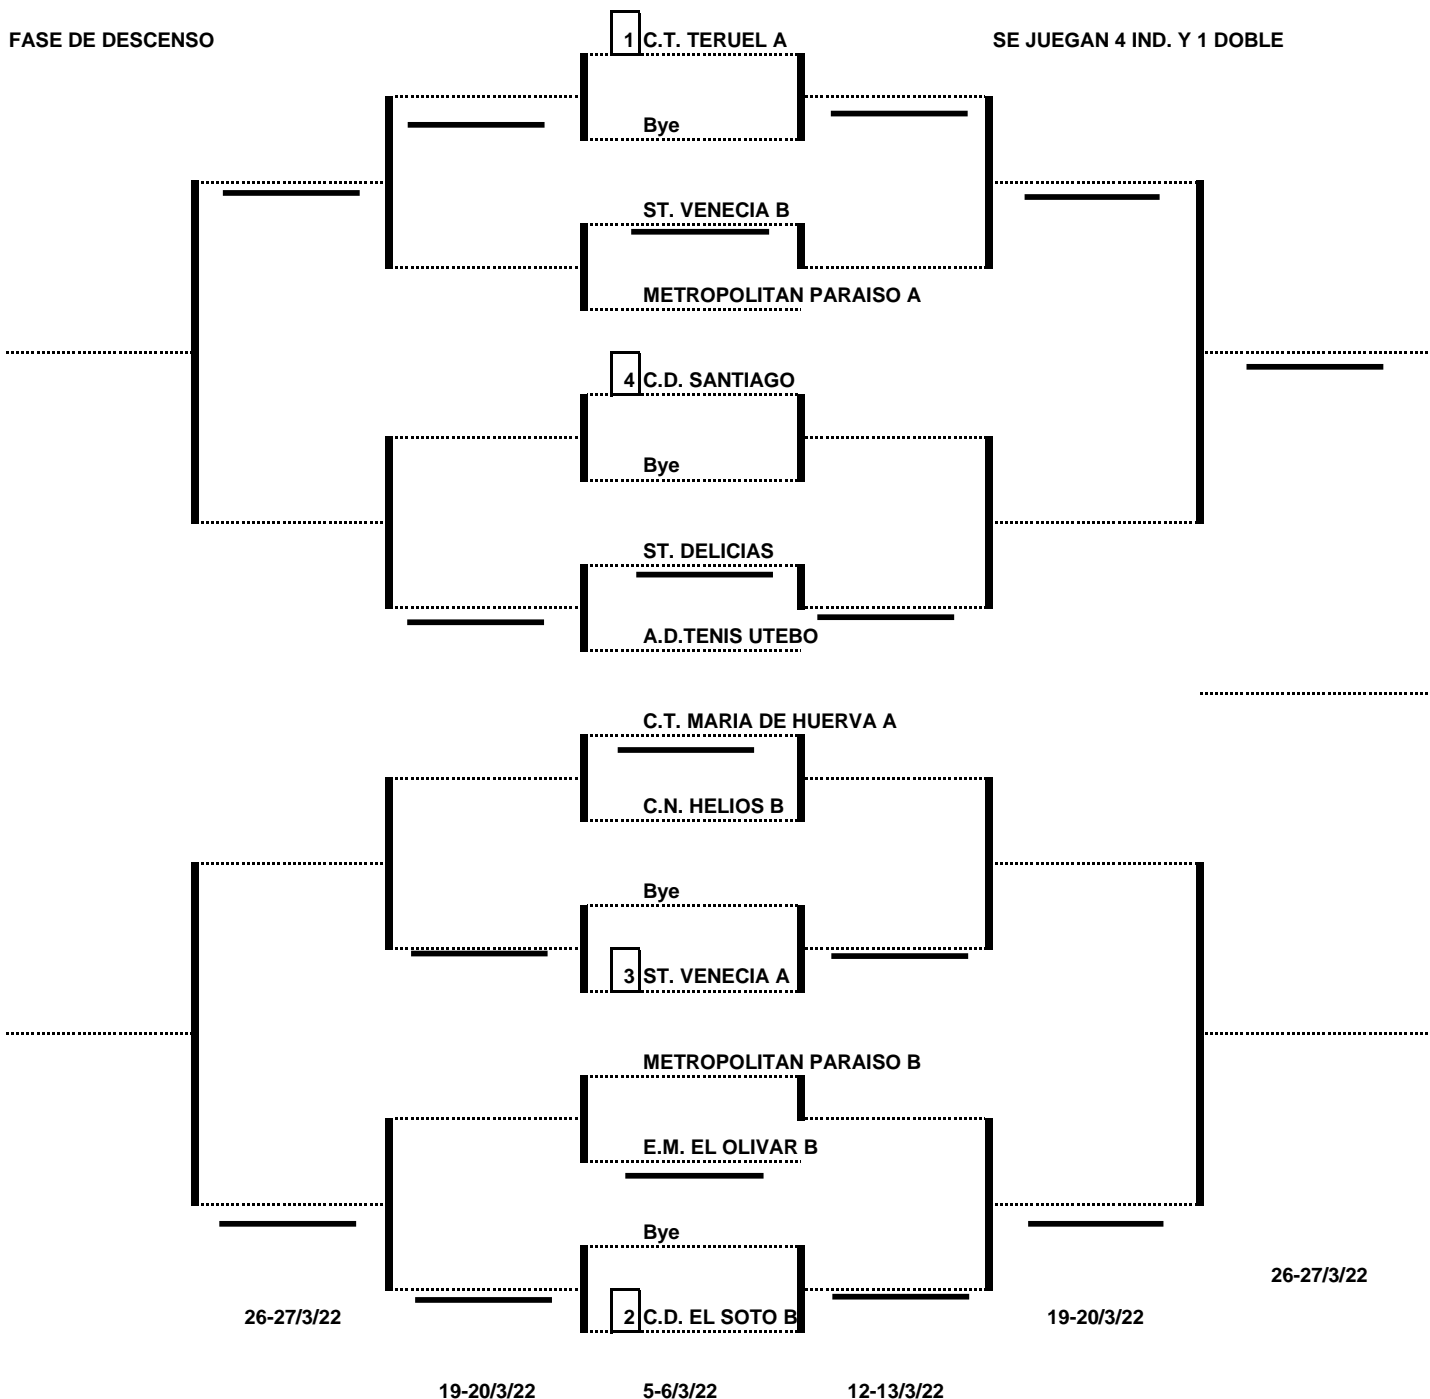 FASE DE DESCENSO
1 C.T. TERUEL A
SE JUEGAN 4 IND. Y 1 DOBLE
Bye
ST. VENECIA B
METROPOLITAN PARAISO A
4 C.D. SANTIAGO
Bye
ST. DELICIAS
A.D.TENIS UTEBO
C.T. MARIA DE HUERVA A
C.N. HELIOS B
Bye
3 ST. VENECIA A
METROPOLITAN PARAISO B
E.M. EL OLIVAR B
Bye
26-27/3/22
26-27/3/22
2 C.D. EL SOTO B
19-20/3/22
19-20/3/22
5-6/3/22
12-13/3/22